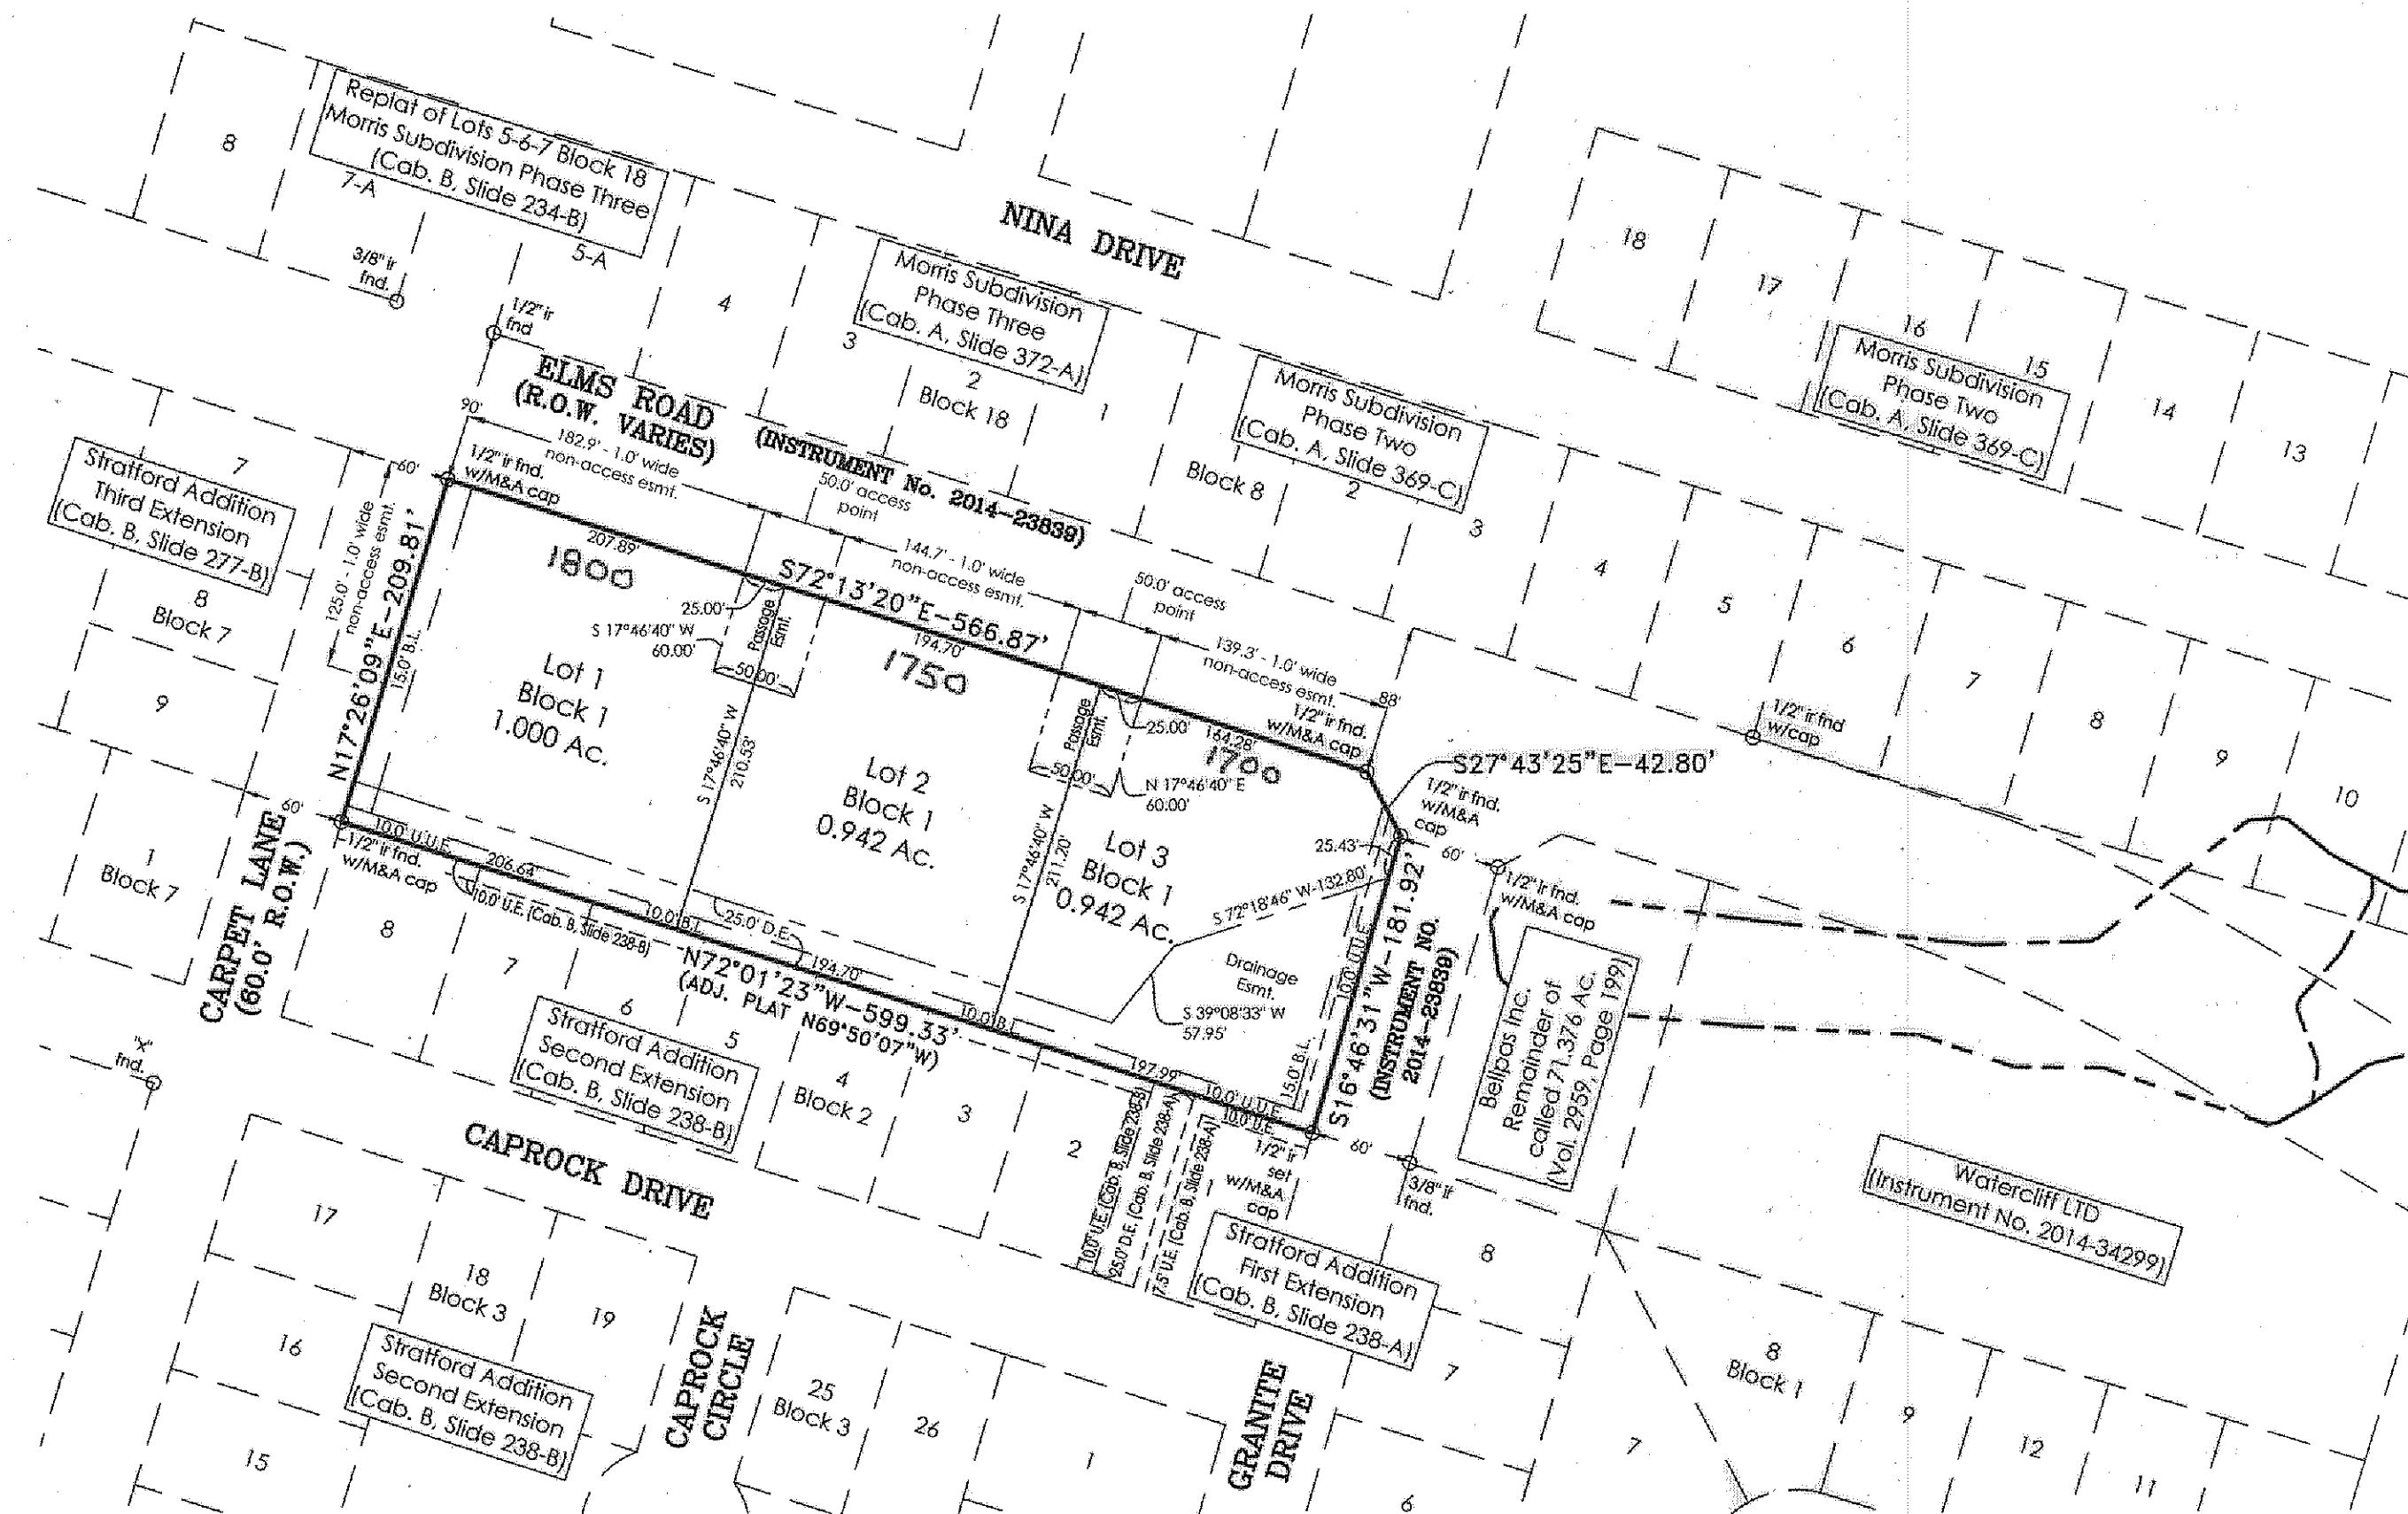 8
Replat of Lots 5-6-7 Block 18
Morris Subdivision Phase Three
(Cab. B, Slide 234-B)
7-A
5-A
3/8" ir
fnd.
1/2" ir
fnd
4
NINA DRIVE
Morris Subdivision
Phase Three
(Cab. A, Slide 372-A)
3
2
Block 18
1
18
17
16
15
Morris Subdivision
Phase Two
(Cab. A, Slide 369-C)
14
13
Morris Subdivision
Phase Two
(Cab. A, Slide 369-C)
Block 8
2
3
4
5
6
7
8
9
10
ELMS ROAD
(R.O.W. VARIES)
(INSTRUMENT No. 2014-23839)
90'
182.9' - 1.0' wide
non-access esmt.
1/2" ir fnd.
w/M&A cap
50.0' access
point
144.7' - 1.0' wide
non-access esmt.
50.0' access
point
139.3' - 1.0' wide
non-access esmt.
88'
1/2" ir fnd.
w/M&A cap
7
Stratford Addition
Third Extension
(Cab. B, Slide 277-B)
8
Block 7
9
60'
125.0' - 1.0' wide
non-access esmt.
N17°26'09"E-209.81'
15.0' B.L.
207.89'
1800
S72°13'20"E-566.87'
194.70'
1750
164.28'
1700
25.00'
S 17°46'40" W
60.00'
Passage
Esmt.
50.00'
Lot 1
Block 1
1.000 Ac.
S 17°46'40" W
210.53'
Lot 2
Block 1
0.942 Ac.
Passage
Esmt.
25.00'
50.00'
N 17°46'40" E
60.00'
S 17°46'40" W
211.20'
Lot 3
Block 1
0.942 Ac.
S27°43'25"E-42.80'
1/2" ir fnd.
w/M&A
cap
1/2" ir fnd
w/cap
25.43'
60'
1/2" ir fnd.
w/M&A cap
S 72°18'46" W-132.80'
Drainage
Esmt.
S 39°08'33" W
57.95'
10.0' U.U.E.
15.0' B.L.
S16°46'31"W-181.92'
(INSTRUMENT NO.
2014-23839)
Bellpas Inc.
Remainder of
called 71.376 Ac.
(Vol. 2959, Page 199)
Watercliff LTD
(Instrument No. 2014-34299)
60'
CARPET LANE
(60.0' R.O.W.)
1
Block 7
10.0' U.U.E.
1/2" ir fnd.
w/M&A cap
206.64'
10.0' U.E. (Cab. B, Slide 238-B)
10.0' B.L.
25.0' D.E.
194.70'
N72°01'23"W-599.33'
(ADJ. PLAT N69°50'07"W)
10.0' B.L.
197.99'
10.0' U.U.E.
10.0' U.E.
1/2" ir
set
w/M&A
cap
60'
3/8" ir
fnd.
8
7
6
5
Stratford Addition
Second Extension
(Cab. B, Slide 238-B)
4
Block 2
3
2
10.0' U.E. (Cab. B, Slide 238-B)
25.0' D.E. (Cab. B, Slide 238-A)
7.5' U.E. (Cab. B, Slide 238-A)
Stratford Addition
First Extension
(Cab. B, Slide 238-A)
8
7
6
"X"
fnd.
CAPROCK DRIVE
17
18
Block 3
19
16
Stratford Addition
Second Extension
(Cab. B, Slide 238-B)
15
CAPROCK
CIRCLE
25
Block 3
26
1
GRANITE
DRIVE
7
8
Block 1
9
12
11